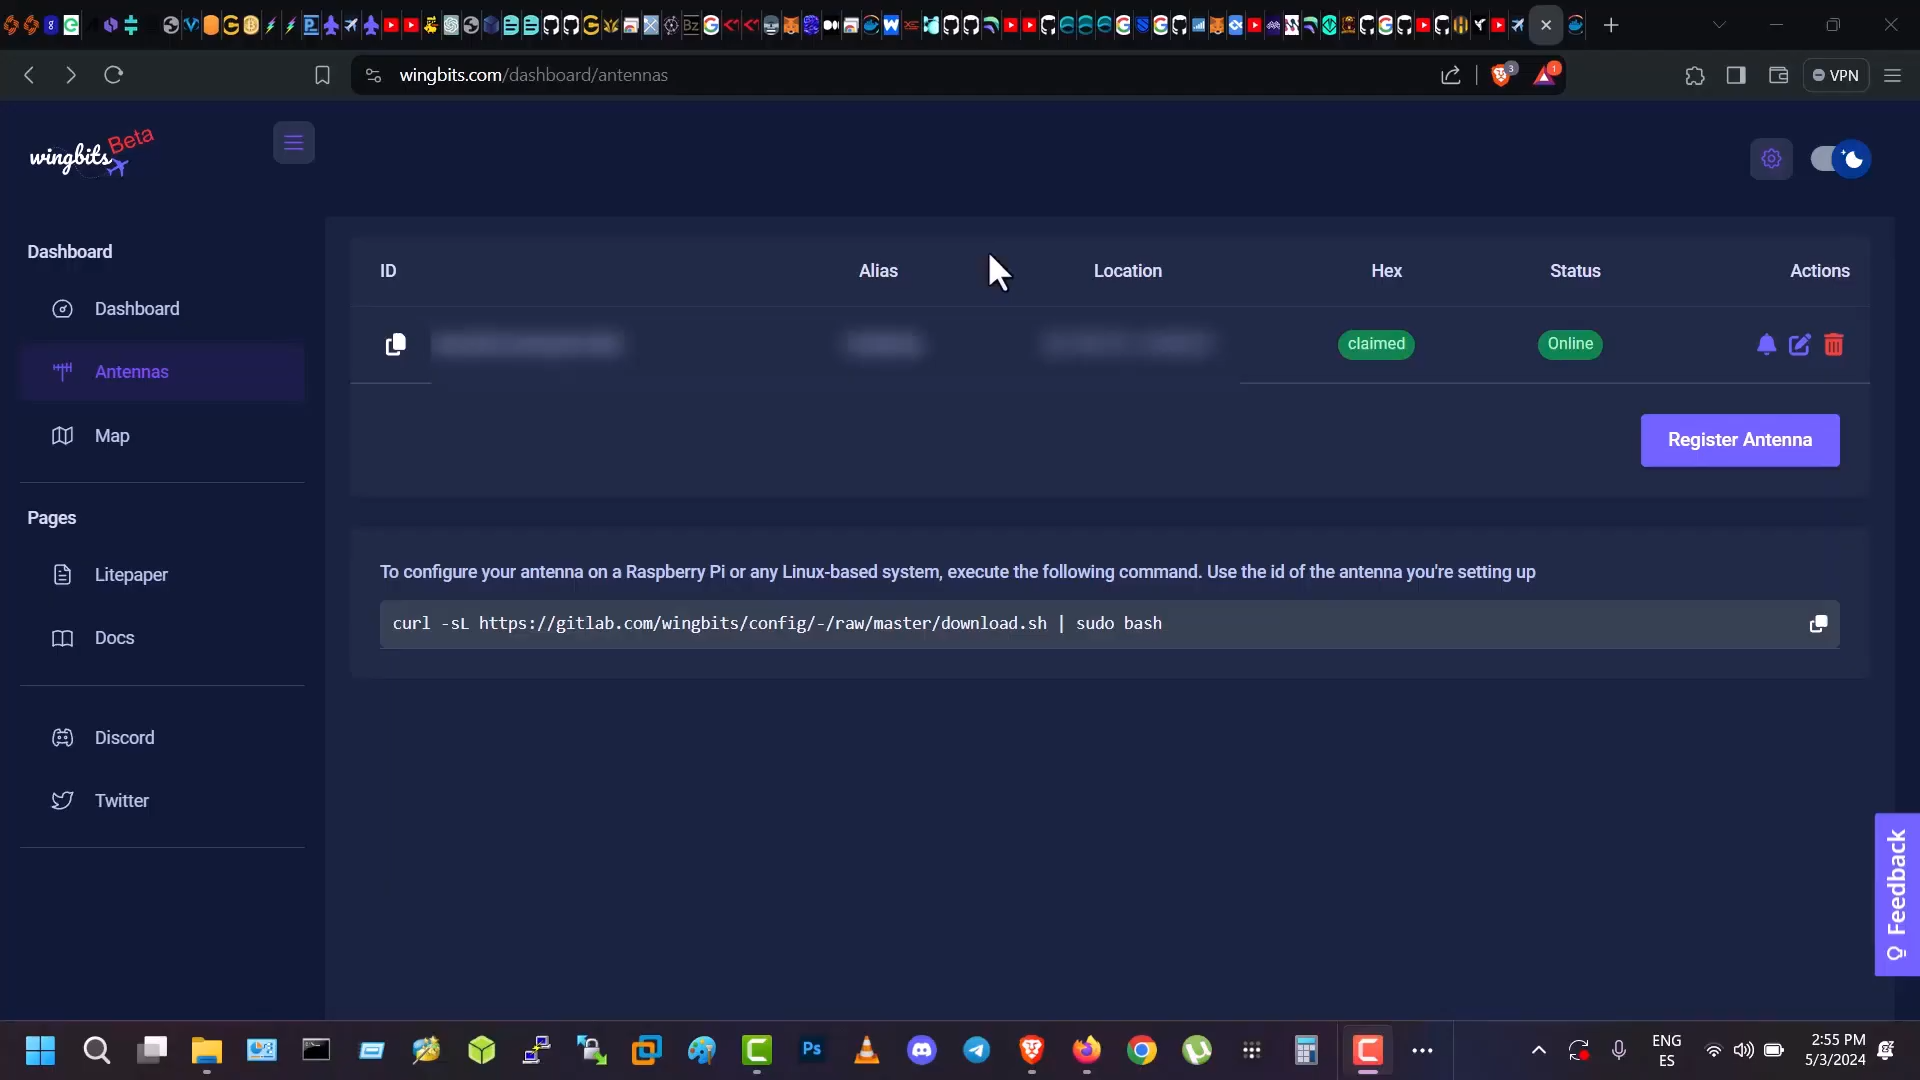 wingbits.com/dashboard/antennas
VPN
wingbits Beta
Dashboard
Dashboard
Antennas
Map
Pages
Litepaper
Docs
Discord
Twitter
ID Alias Location Hex Status Actions
claimed Online
Register Antenna
To configure your antenna on a Raspberry Pi or any Linux-based system, execute the following command. Use the id of the antenna you're setting up
curl -sL https://gitlab.com/wingbits/config/-/raw/master/download.sh | sudo bash
Feedback
ENG
ES
2:55 PM
5/3/2024